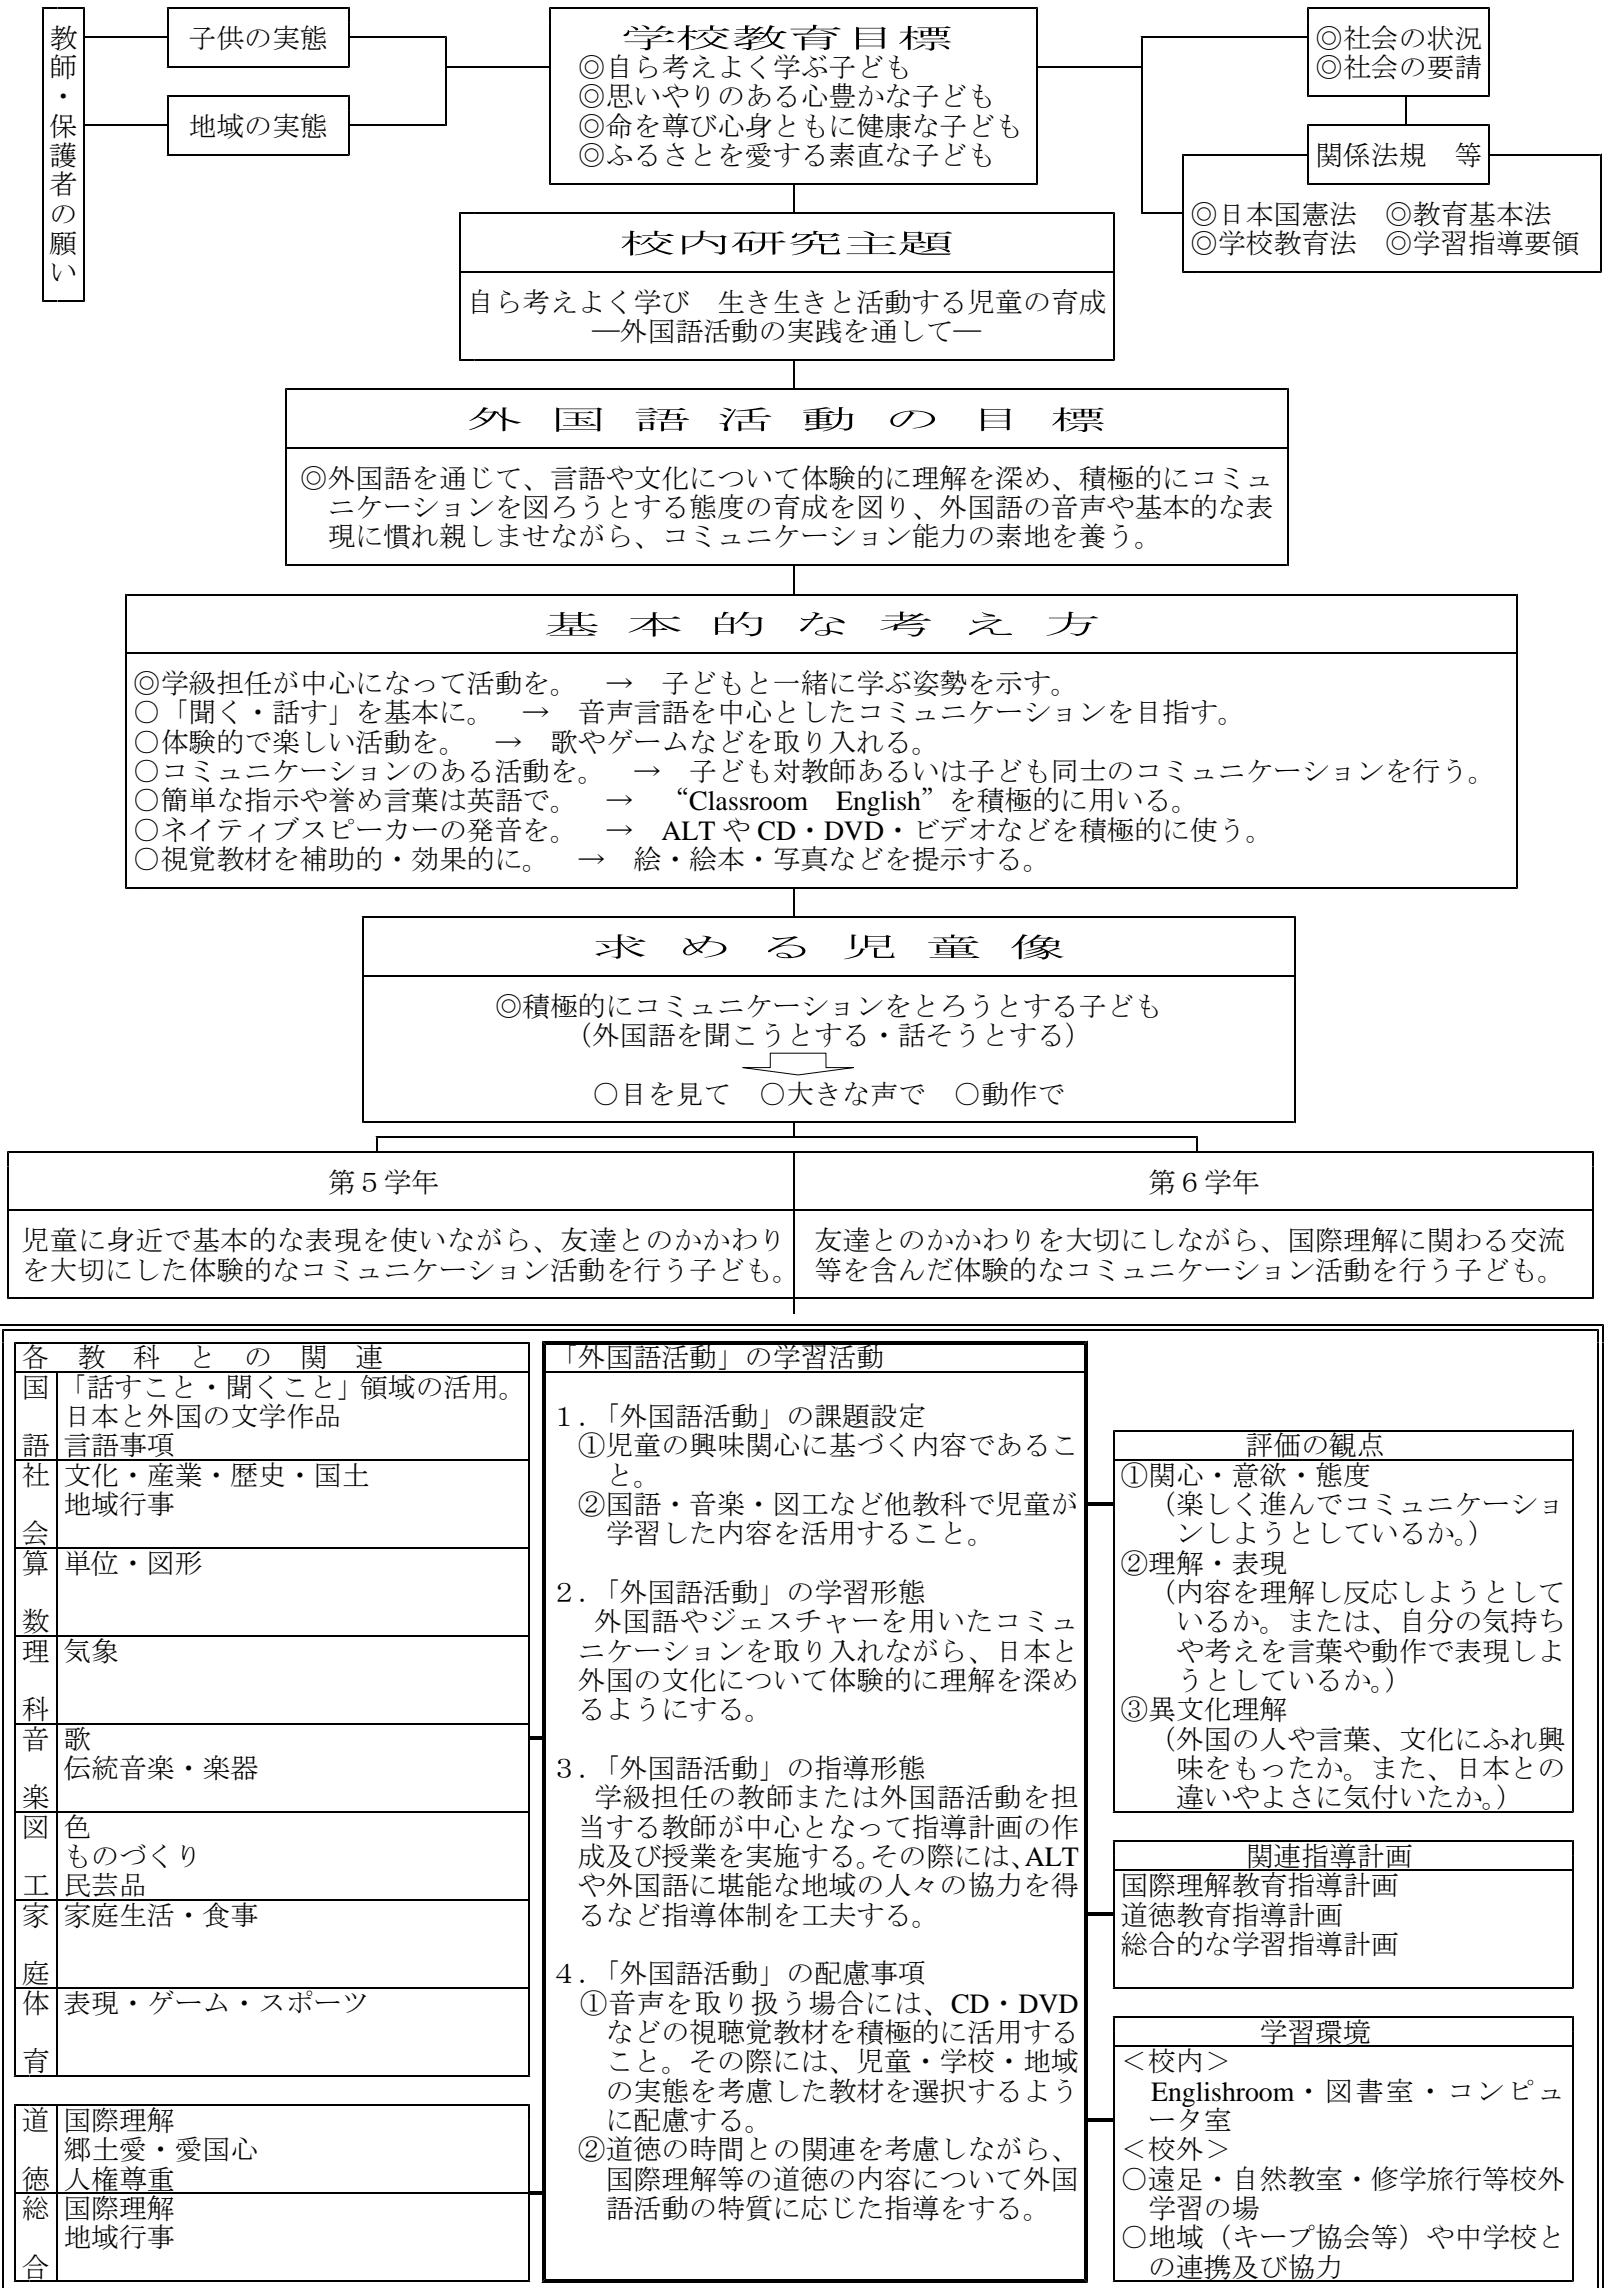 教師・保護者の願い
子供の実態
地域の実態
学校教育目標
◎自ら考えよく学ぶ子ども
◎思いやりのある心豊かな子ども
◎命を尊び心身ともに健康な子ども
◎ふるさとを愛する素直な子ども
◎社会の状況
◎社会の要請
関係法規　等
◎日本国憲法　◎教育基本法
◎学校教育法　◎学習指導要領
校内研究主題
自ら考えよく学び　生き生きと活動する児童の育成
―外国語活動の実践を通して―
外国語活動の目標
◎外国語を通じて、言語や文化について体験的に理解を深め、積極的にコミュ
ニケーションを図ろうとする態度の育成を図り、外国語の音声や基本的な表
現に慣れ親しませながら、コミュニケーション能力の素地を養う。
基本的な考え方
◎学級担任が中心になって活動を。　→　子どもと一緒に学ぶ姿勢を示す。
○「聞く・話す」を基本に。　→　音声言語を中心としたコミュニケーションを目指す。
○体験的で楽しい活動を。　→　歌やゲームなどを取り入れる。
○コミュニケーションのある活動を。　→　子ども対教師あるいは子ども同士のコミュニケーションを行う。
○簡単な指示や誉め言葉は英語で。　→　“Classroom　English”を積極的に用いる。
○ネイティブスピーカーの発音を。　→　ALTやCD・DVD・ビデオなどを積極的に使う。
○視覚教材を補助的・効果的に。　→　絵・絵本・写真などを提示する。
求める児童像
◎積極的にコミュニケーションをとろうとする子ども
（外国語を聞こうとする・話そうとする）
○目を見て　○大きな声で　○動作で
第５学年
児童に身近で基本的な表現を使いながら、友達とのかかわり
を大切にした体験的なコミュニケーション活動を行う子ども。
第６学年
友達とのかかわりを大切にしながら、国際理解に関わる交流
等を含んだ体験的なコミュニケーション活動を行う子ども。
各教科との関連
国語
「話すこと・聞くこと」領域の活用。
日本と外国の文学作品
言語事項
社会
文化・産業・歴史・国土
地域行事
算数
単位・図形
理科
気象
音楽
歌
伝統音楽・楽器
図工
色
ものづくり
民芸品
家庭
家庭生活・食事
体育
表現・ゲーム・スポーツ
道徳
国際理解
郷土愛・愛国心
人権尊重
総合
国際理解
地域行事
「外国語活動」の学習活動
１．「外国語活動」の課題設定
①児童の興味関心に基づく内容であるこ
と。
②国語・音楽・図工など他教科で児童が
学習した内容を活用すること。
２．「外国語活動」の学習形態
外国語やジェスチャーを用いたコミュ
ニケーションを取り入れながら、日本と
外国の文化について体験的に理解を深め
るようにする。
３．「外国語活動」の指導形態
学級担任の教師または外国語活動を担
当する教師が中心となって指導計画の作
成及び授業を実施する。その際には、ALT
や外国語に堪能な地域の人々の協力を得
るなど指導体制を工夫する。
４．「外国語活動」の配慮事項
①音声を取り扱う場合には、CD・DVD
などの視聴覚教材を積極的に活用する
こと。その際には、児童・学校・地域
の実態を考慮した教材を選択するよう
に配慮する。
②道徳の時間との関連を考慮しながら、
国際理解等の道徳の内容について外国
語活動の特質に応じた指導をする。
評価の観点
①関心・意欲・態度
（楽しく進んでコミュニケーショ
ンしようとしているか。）
②理解・表現
（内容を理解し反応しようとして
いるか。または、自分の気持ち
や考えを言葉や動作で表現しよ
うとしているか。）
③異文化理解
（外国の人や言葉、文化にふれ興
味をもったか。また、日本との
違いやよさに気付いたか。）
関連指導計画
国際理解教育指導計画
道徳教育指導計画
総合的な学習指導計画
学習環境
＜校内＞
Englishroom・図書室・コンピュ
ータ室
＜校外＞
○遠足・自然教室・修学旅行等校外
学習の場
○地域（キープ協会等）や中学校と
の連携及び協力